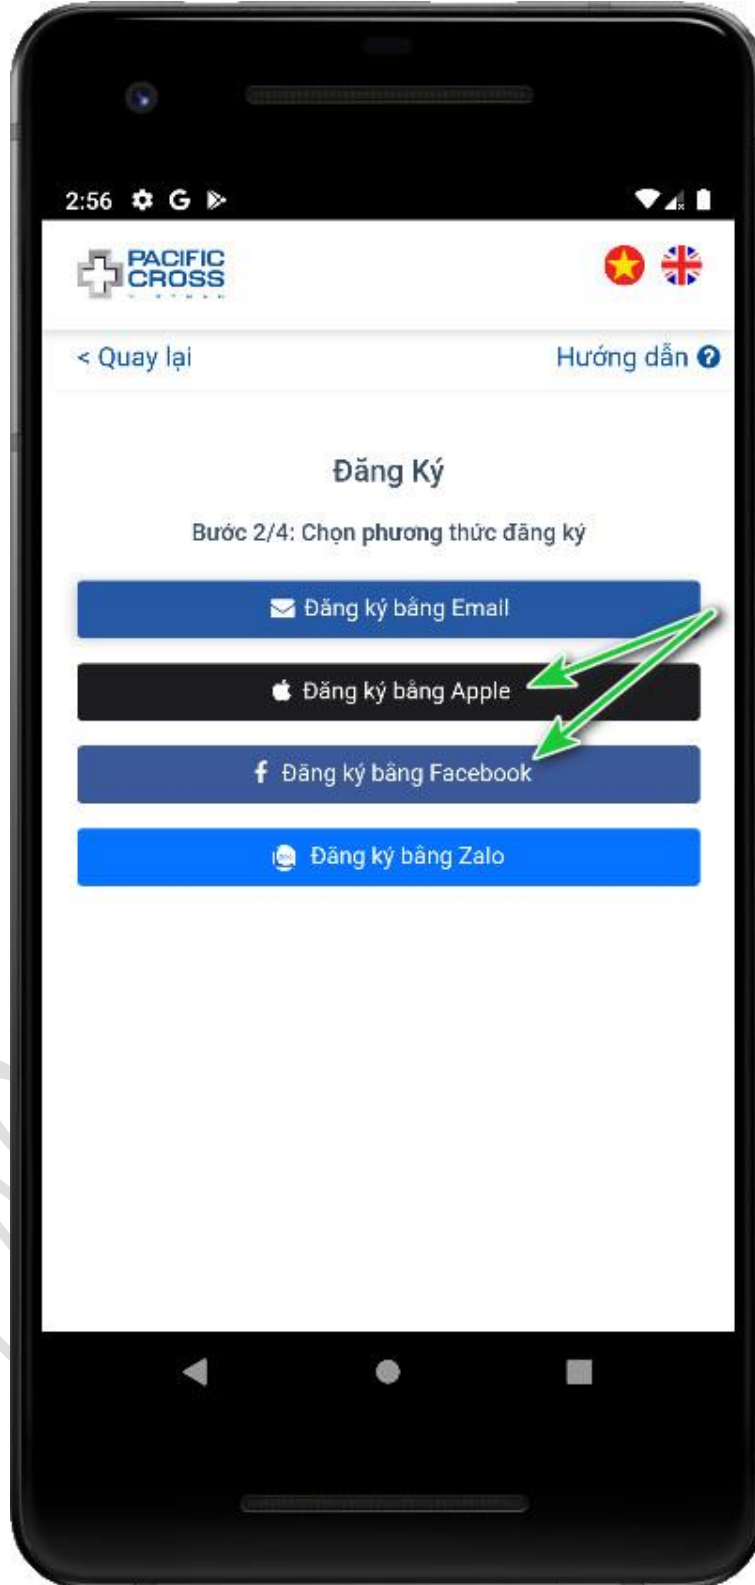 2:56
PACIFIC
CROSS
< Quay lại
Hướng dẫn
Đăng Ký
Bước 2/4: Chọn phương thức đăng ký
Đăng ký bằng Email
Đăng ký bằng Apple
Đăng ký bằng Facebook
Đăng ký bằng Zalo